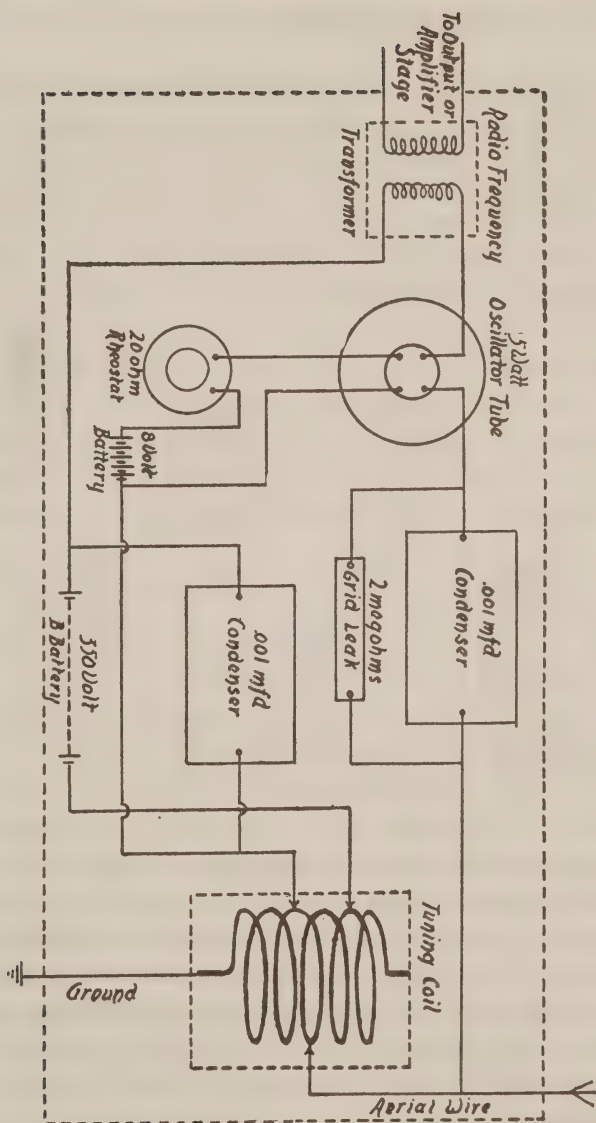 To Output or
Amplifier
Stage
Radio Frequency
Transformer
5 Watt
Oscillator Tube
20 ohm
Rheostat
8 Volt
Battery
.001 mfd
Condenser
2 megohms
Grid Leak
.001 mfd
Condenser
350 Volt
B Battery
Tuning Coil
Ground
Aerial Wire